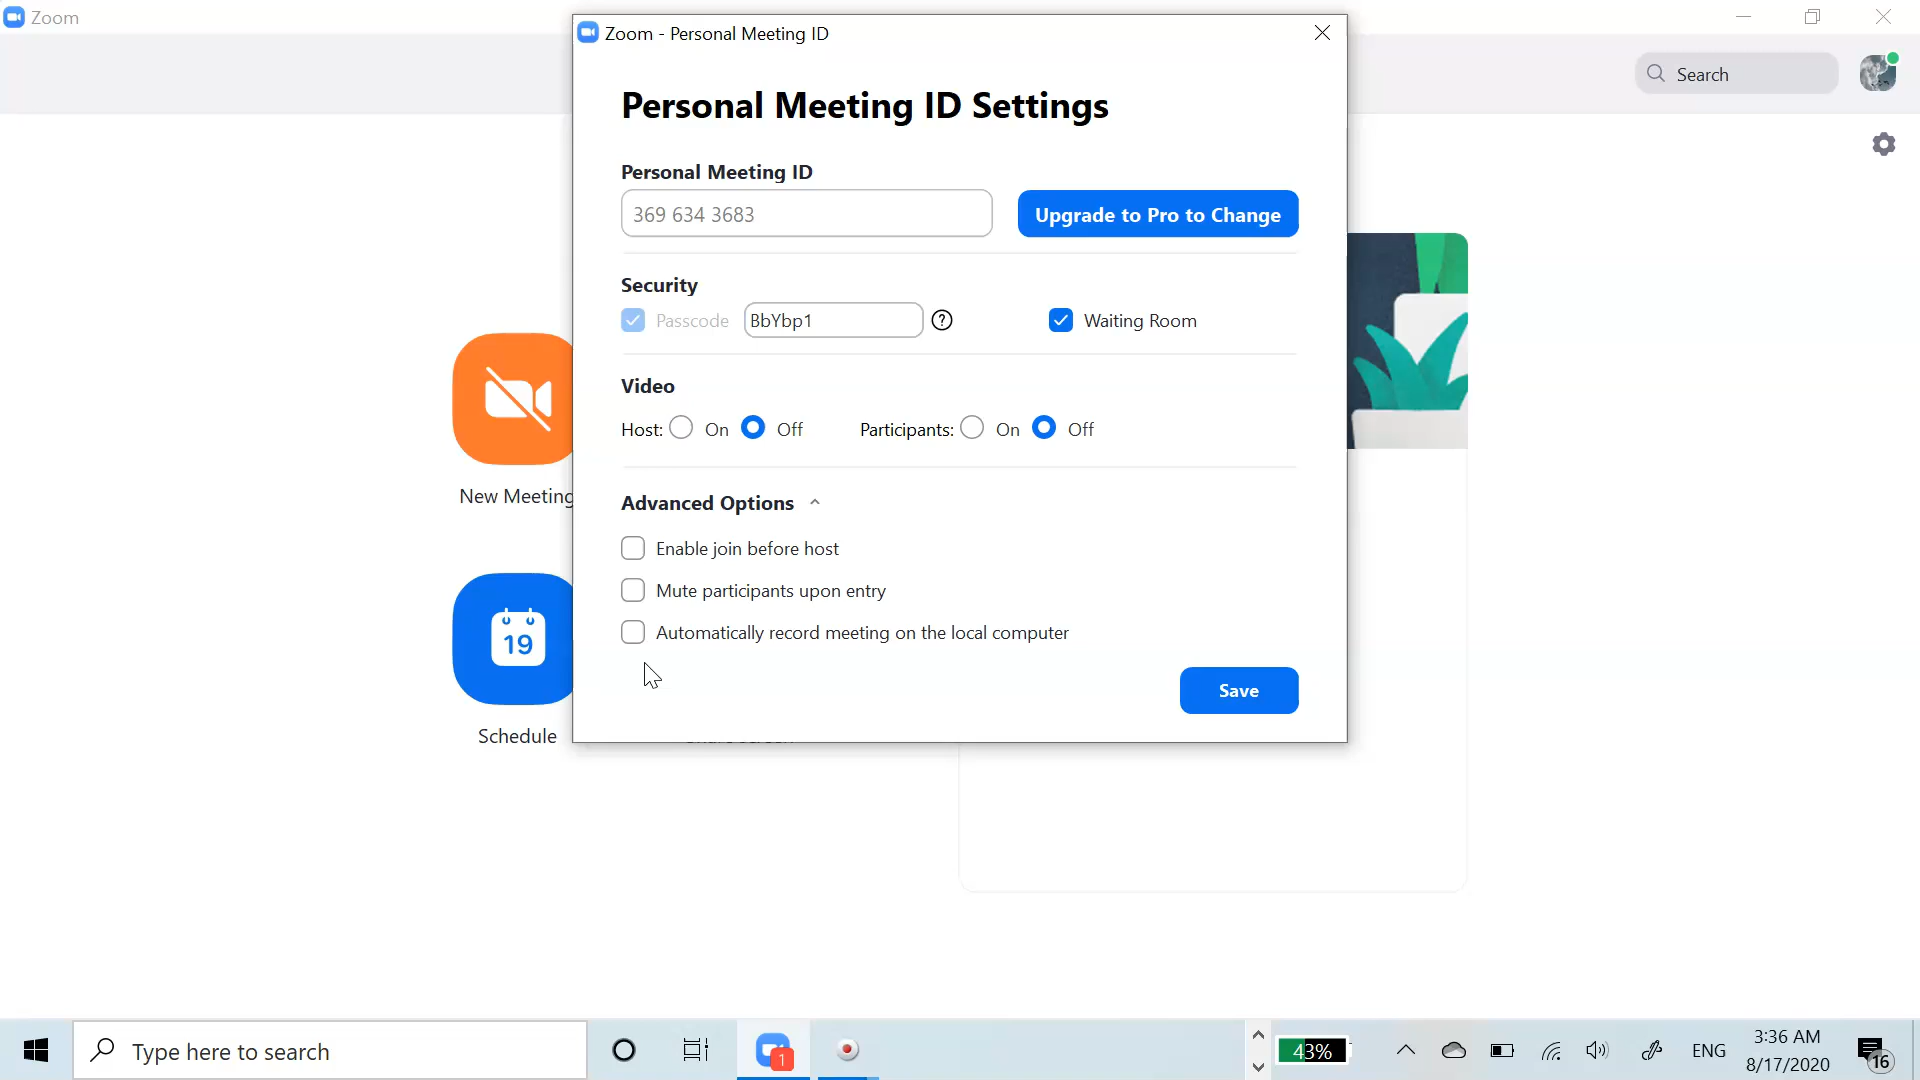 Zoom
Zoom - Personal Meeting ID
Search
Personal Meeting ID Settings
Personal Meeting ID
369 634 3683
Upgrade to Pro to Change
Security
Passcode BbYbp1 ? Waiting Room
Video
Host: On Off Participants: On Off
New Meeting
Advanced Options
Enable join before host
Mute participants upon entry
Automatically record meeting on the local computer
19
Save
Schedule
Type here to search
1
43%
ENG
3:36 AM
8/17/2020
16